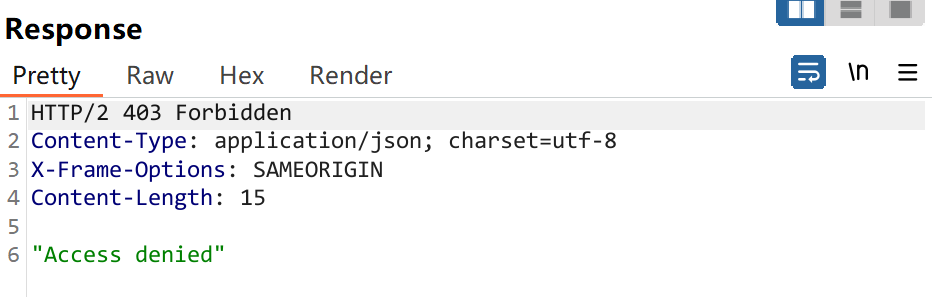 Response
Pretty Raw Hex Render \n
1 HTTP/2 403 Forbidden
2 Content-Type: application/json; charset=utf-8
3 X-Frame-Options: SAMEORIGIN
4 Content-Length: 15
5
6 "Access denied"